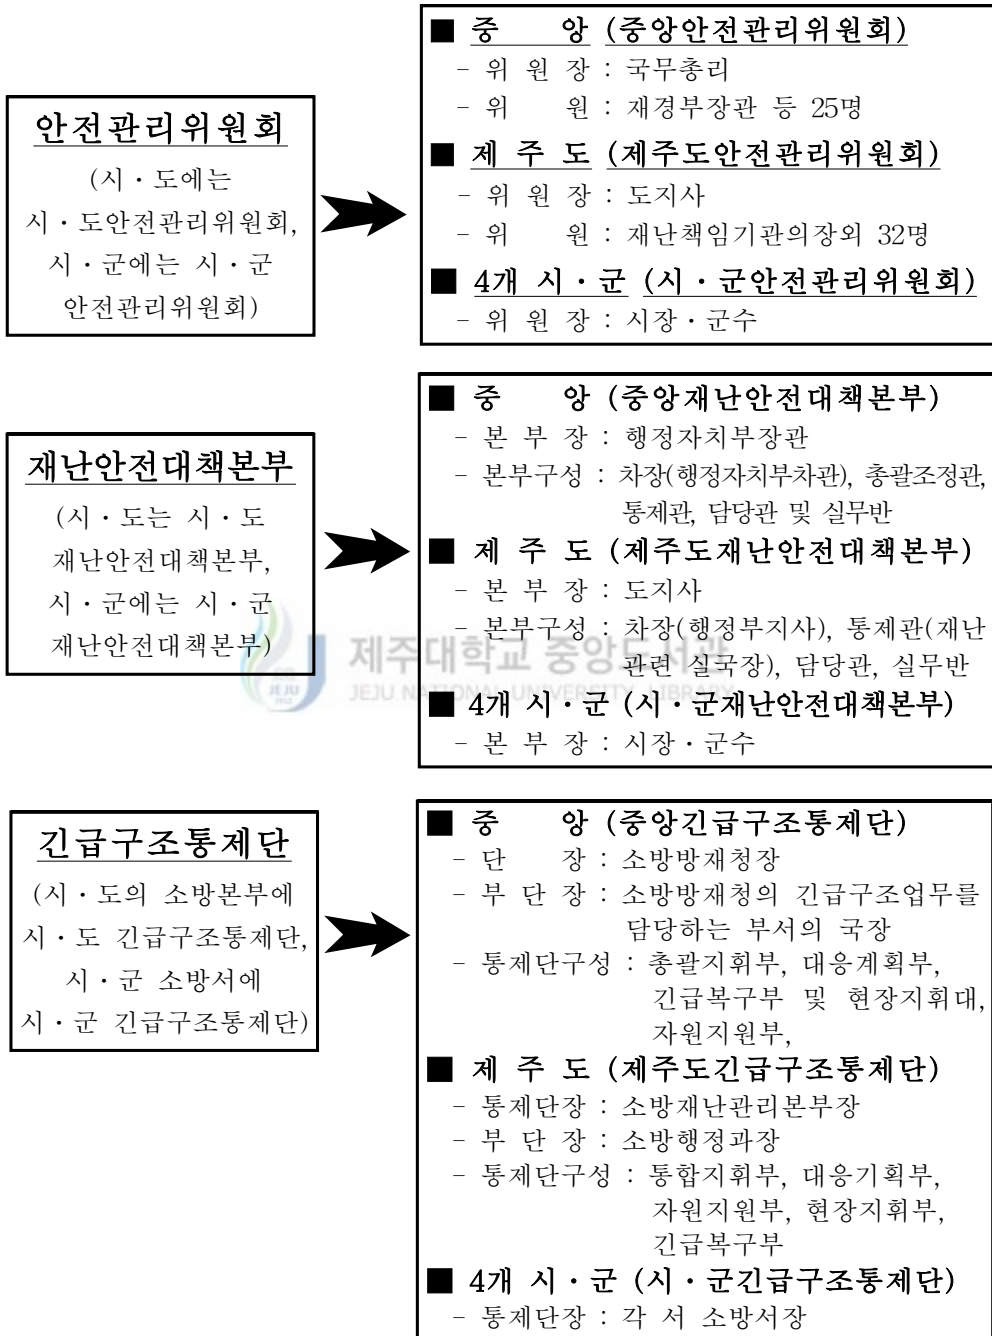 안전관리위원회
(시・도에는
시・도안전관리위원회,
시・군에는 시・군
안전관리위원회)
■ 중 앙 (중앙안전관리위원회)
- 위 원 장 : 국무총리
- 위 원 : 재경부장관 등 25명
■ 제 주 도 (제주도안전관리위원회)
- 위 원 장 : 도지사
- 위 원 : 재난책임기관의장외 32명
■ 4개 시・군 (시・군안전관리위원회)
- 위 원 장 : 시장・군수
재난안전대책본부
(시・도는 시・도
재난안전대책본부,
시・군에는 시・군
재난안전대책본부)
■ 중 앙 (중앙재난안전대책본부)
- 본 부 장 : 행정자치부장관
- 본부구성 : 차장(행정자치부차관), 총괄조정관,
통제관, 담당관 및 실무반
■ 제 주 도 (제주도재난안전대책본부)
- 본 부 장 : 도지사
- 본부구성 : 차장(행정부지사), 통제관(재난
관련 실국장), 담당관, 실무반
■ 4개 시・군 (시・군재난안전대책본부)
- 본 부 장 : 시장・군수
제주대학교 중앙도서관
JEJU NATIONAL UNIVERSITY LIBRARY
JEJU
1952
긴급구조통제단
(시・도의 소방본부에
시・도 긴급구조통제단,
시・군 소방서에
시・군 긴급구조통제단)
■ 중 앙 (중앙긴급구조통제단)
- 단 장 : 소방방재청장
- 부 단 장 : 소방방재청의 긴급구조업무를
담당하는 부서의 국장
- 통제단구성 : 총괄지휘부, 대응계획부,
긴급복구부 및 현장지휘대,
자원지원부,
■ 제 주 도 (제주도긴급구조통제단)
- 통제단장 : 소방재난관리본부장
- 부 단 장 : 소방행정과장
- 통제단구성 : 통합지휘부, 대응기획부,
자원지원부, 현장지휘부,
긴급복구부
■ 4개 시・군 (시・군긴급구조통제단)
- 통제단장 : 각 서 소방서장